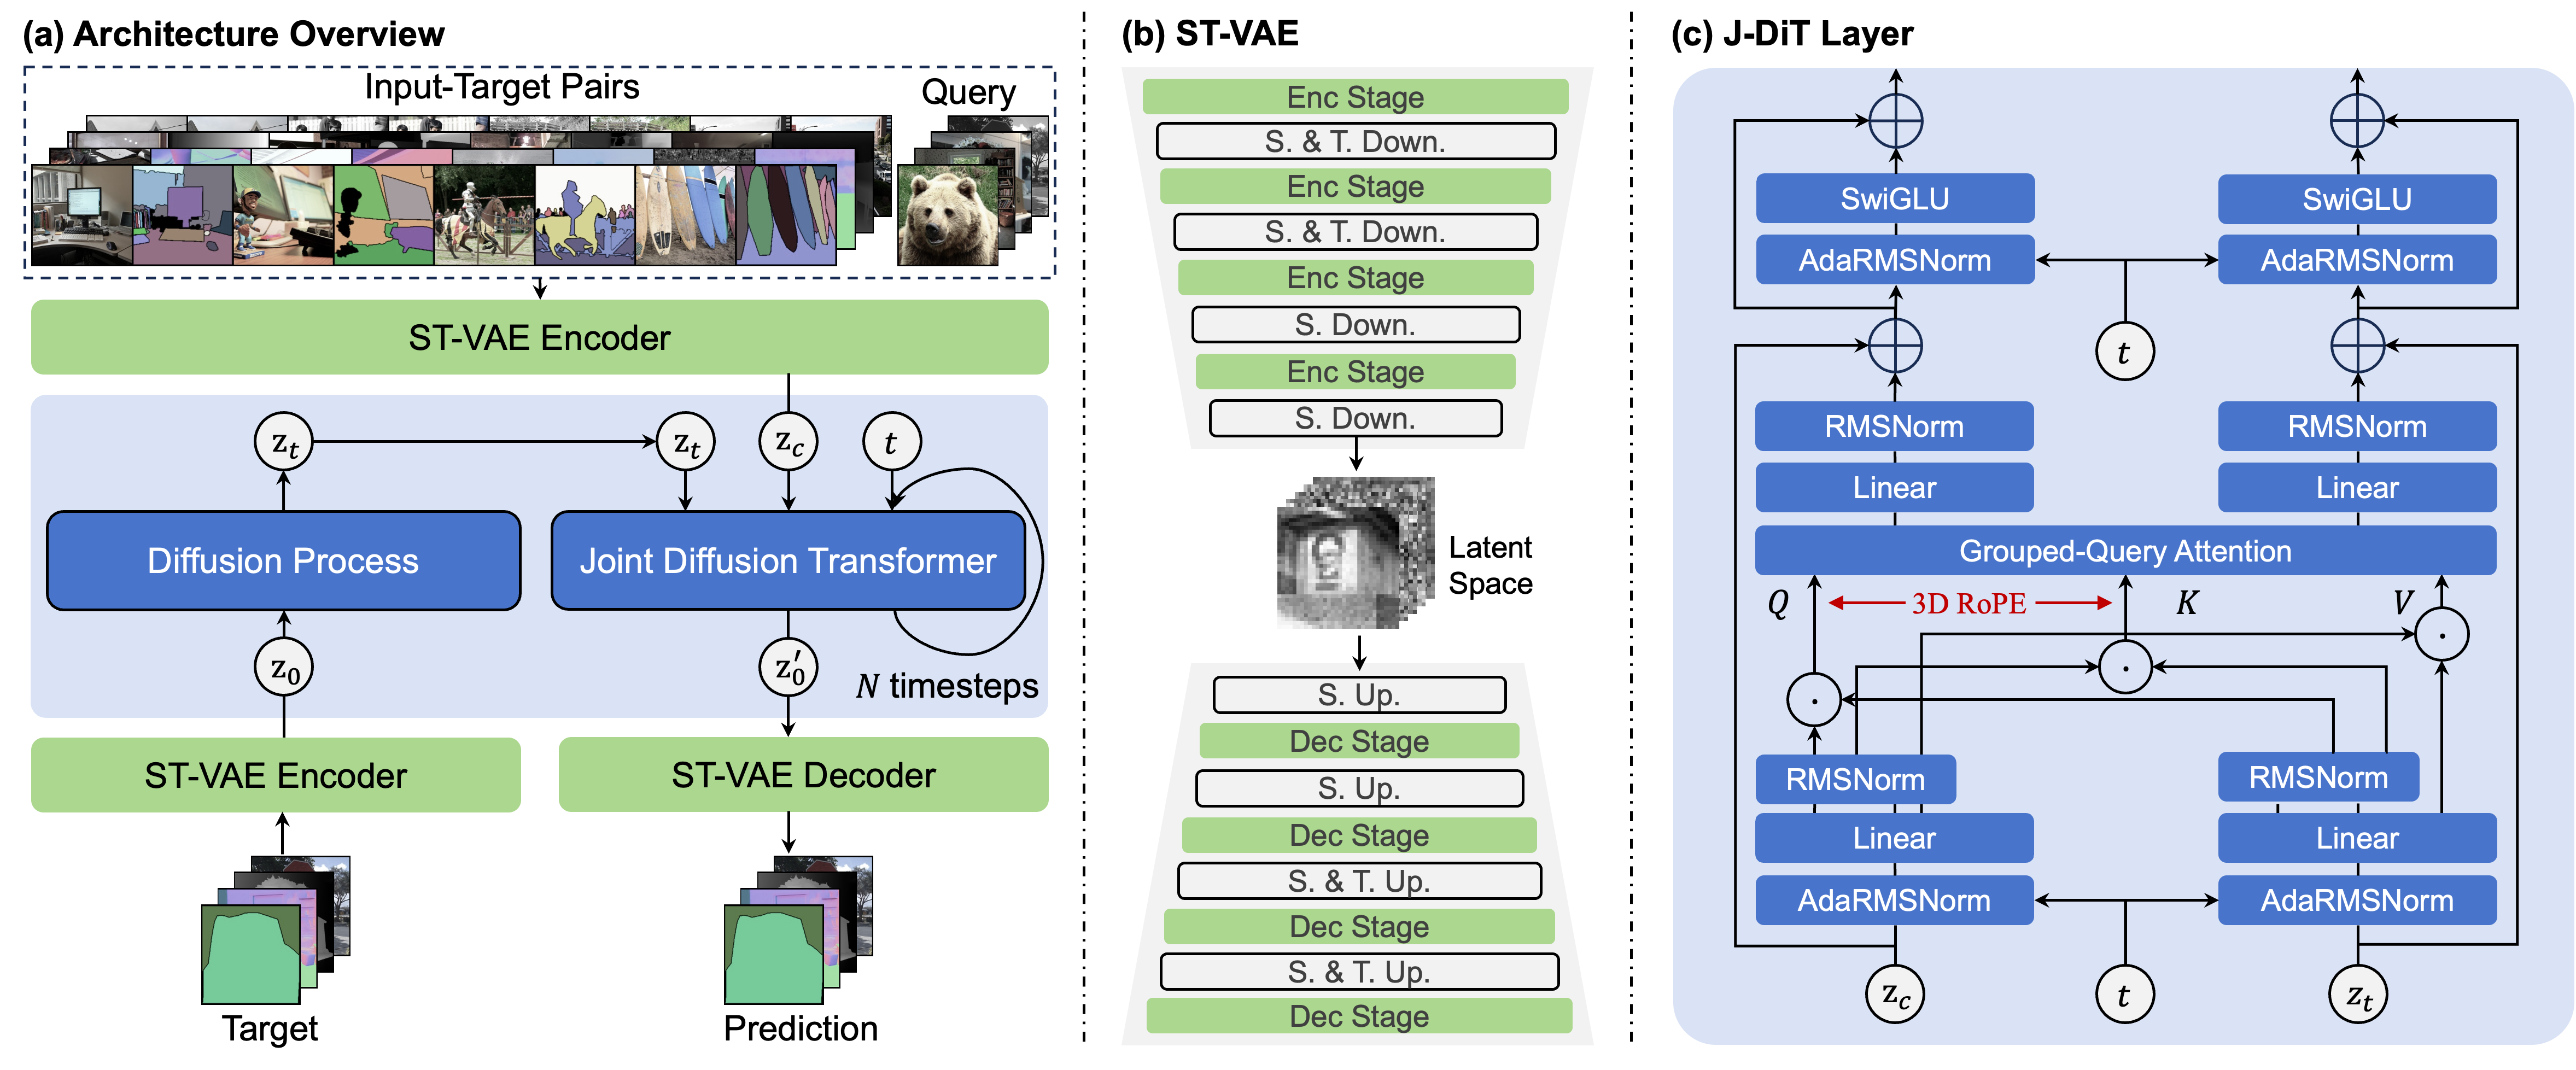 (a) Architecture Overview
Input-Target Pairs
Query
ST-VAE Encoder
z_t
z_t
z_c
t
Diffusion Process
Joint Diffusion Transformer
z_0
z'_0
N timesteps
ST-VAE Encoder
ST-VAE Decoder
Target
Prediction
(b) ST-VAE
Enc Stage
S. & T. Down.
Enc Stage
S. & T. Down.
Enc Stage
S. Down.
Enc Stage
S. Down.
Latent
Space
S. Up.
Dec Stage
S. Up.
Dec Stage
S. & T. Up.
Dec Stage
S. & T. Up.
Dec Stage
(c) J-DiT Layer
SwiGLU
SwiGLU
AdaRMSNorm
AdaRMSNorm
t
RMSNorm
RMSNorm
Linear
Linear
Grouped-Query Attention
Q
3D RoPE
K
V
RMSNorm
RMSNorm
Linear
Linear
AdaRMSNorm
AdaRMSNorm
z_c
t
z_t